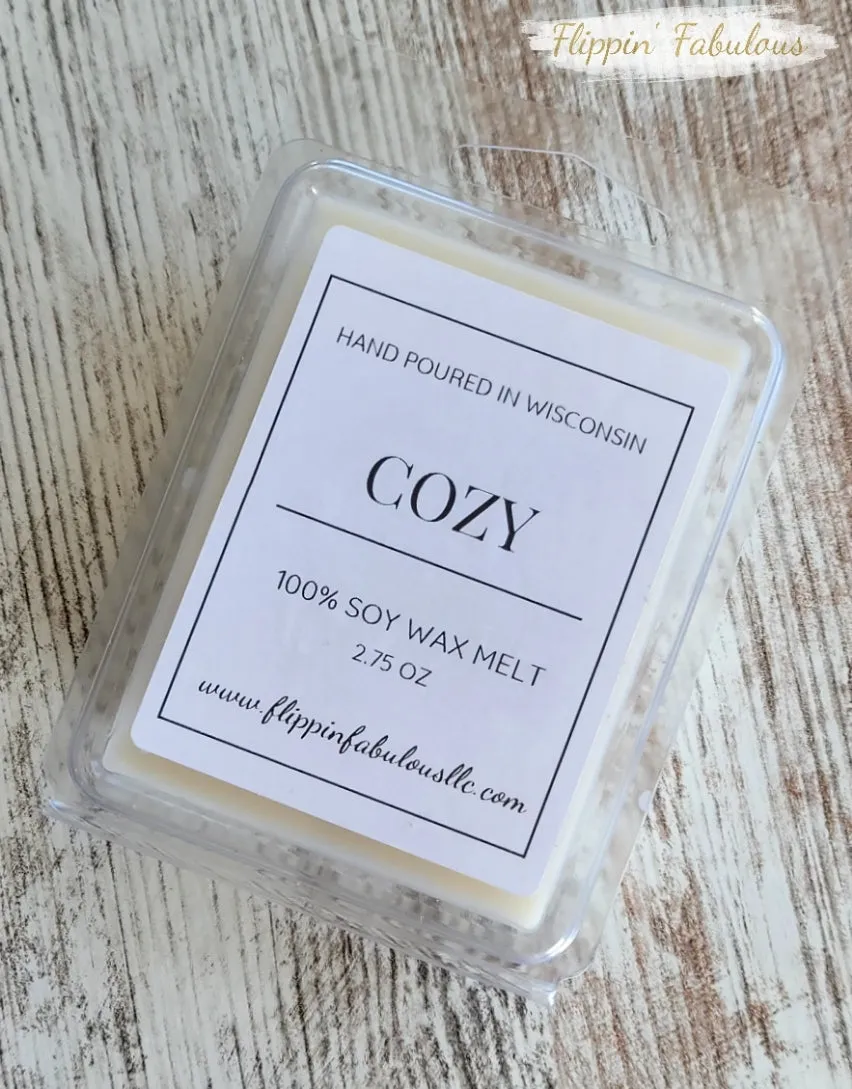 Flippin' Fabulous
HAND POURED IN WISCONSIN
COZY
100% SOY WAX MELT
2.75 OZ
www.flippinfabulousllc.com